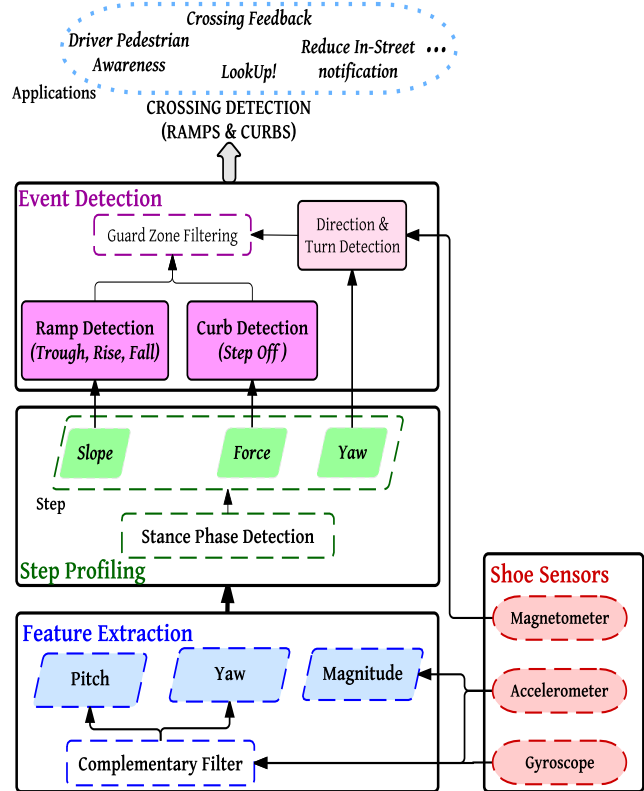 Crossing Feedback
Driver Pedestrian
Awareness
Reduce In-Street ...
notification
LookUp!
Applications
CROSSING DETECTION
(RAMPS & CURBS)
Event Detection
Guard Zone Filtering
Direction &
Turn Detection
Ramp Detection
(Trough, Rise, Fall)
Curb Detection
(Step Off )
Slope
Force
Yaw
Step
Stance Phase Detection
Step Profiling
Shoe Sensors
Magnetometer
Accelerometer
Gyroscope
Feature Extraction
Pitch
Yaw
Magnitude
Complementary Filter